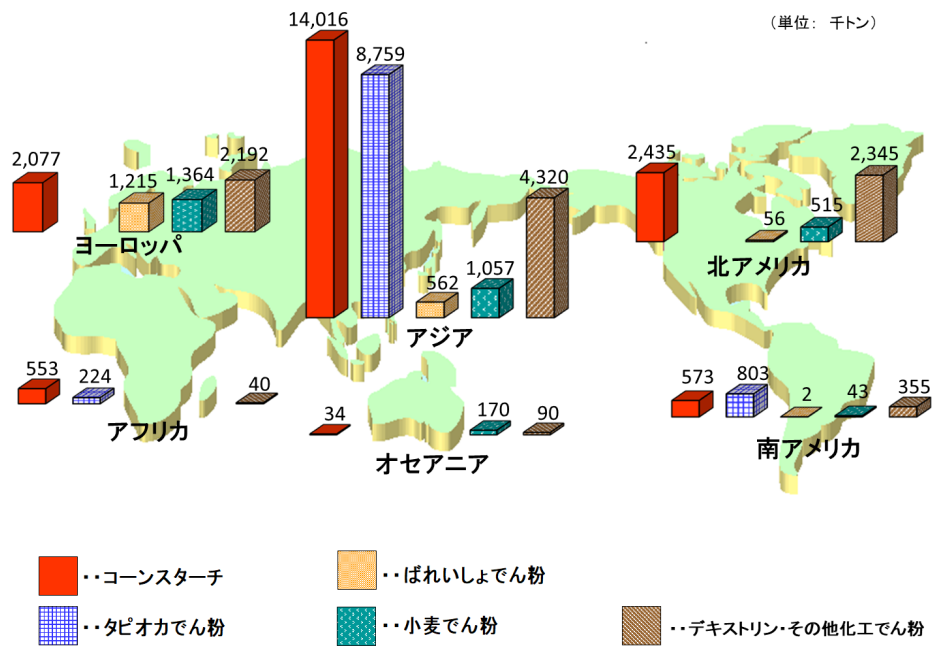 14,016
（単位： 千トン）
8,759
2,077
1,215
1,364
2,192
ヨーロッパ
4,320
562
1,057
アジア
2,435
2,345
56
515
北アメリカ
553
224
40
アフリカ
34
170
90
オセアニア
573
803
2
43
355
南アメリカ
・・コーンスターチ
・・ばれいしょでん粉
・・タピオカでん粉
・・小麦でん粉
・・デキストリン・その他化工でん粉